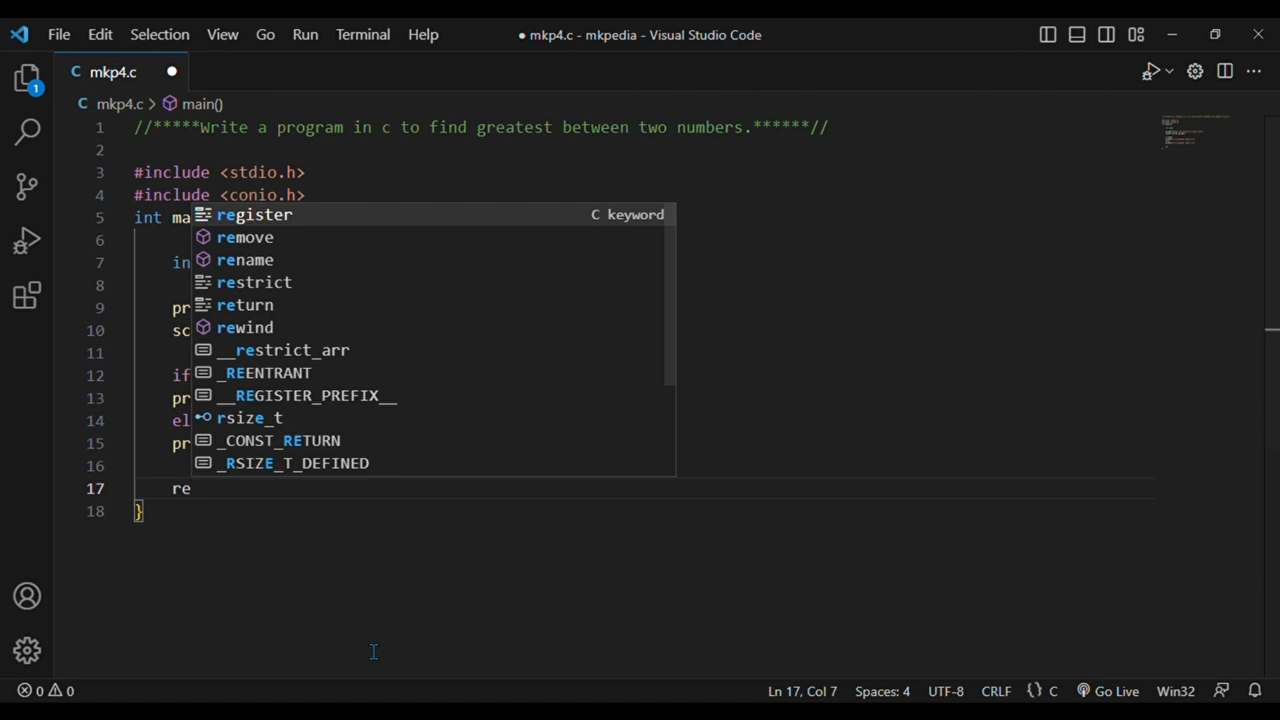 File Edit Selection View Go Run Terminal Help ● mkp4.c - mkpedia - Visual Studio Code
1
C mkp4.c ●
C mkp4.c > main()
1 //*****Write a program in c to find greatest between two numbers.******//
2
3 #include <stdio.h>
4 #include <conio.h>
register C keyword
5 int ma
6 remove
7 in rename
8 restrict
9 pr return
10 sc rewind
11 __restrict_arr
12 if _REENTRANT
13 pr __REGISTER_PREFIX__
14 el rsize_t
15 pr _CONST_RETURN
16 _RSIZE_T_DEFINED
17 re
18 }
0 0 Ln 17, Col 7 Spaces: 4 UTF-8 CRLF {} C Go Live Win32